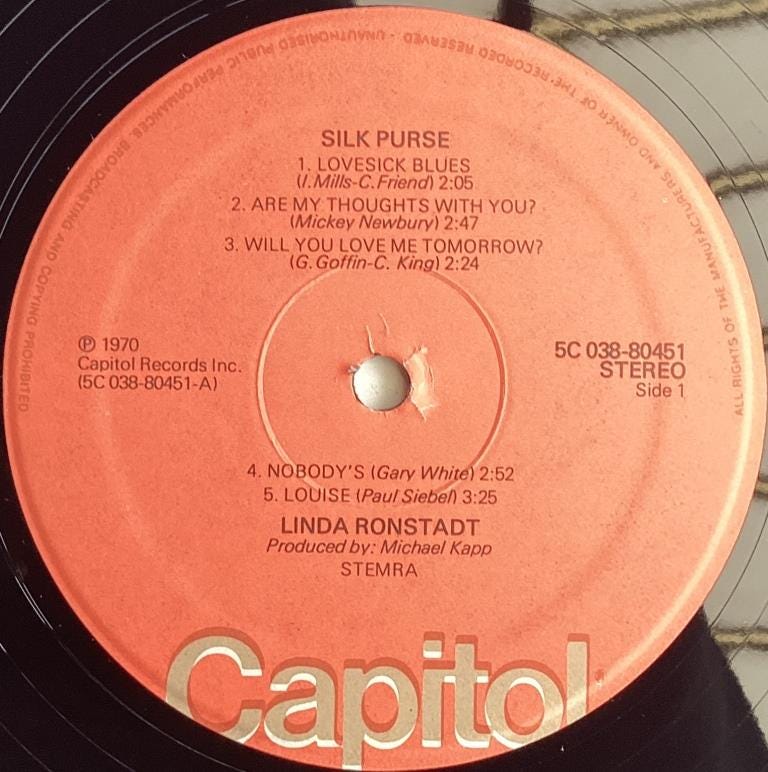 ALL RIGHTS OF THE MANUFACTURERS AND OWNER OF THE RECORDED RESERVED - UNAUTHORISED PUBLIC PERFORMANCES, BROADCASTING AND COPYING PROHIBITED
SILK PURSE
1. LOVESICK BLUES
(I. Mills-C. Friend) 2:05
2. ARE MY THOUGHTS WITH YOU?
(Mickey Newbury) 2:47
3. WILL YOU LOVE ME TOMORROW?
(G. Goffin-C. King) 2:24
℗ 1970
Capitol Records Inc.
(5C 038-80451-A)
5C 038-80451
STEREO
Side 1
4. NOBODY'S (Gary White) 2:52
5. LOUISE (Paul Siebel) 3:25
LINDA RONSTADT
Produced by: Michael Kapp
STEMRA
Capitol